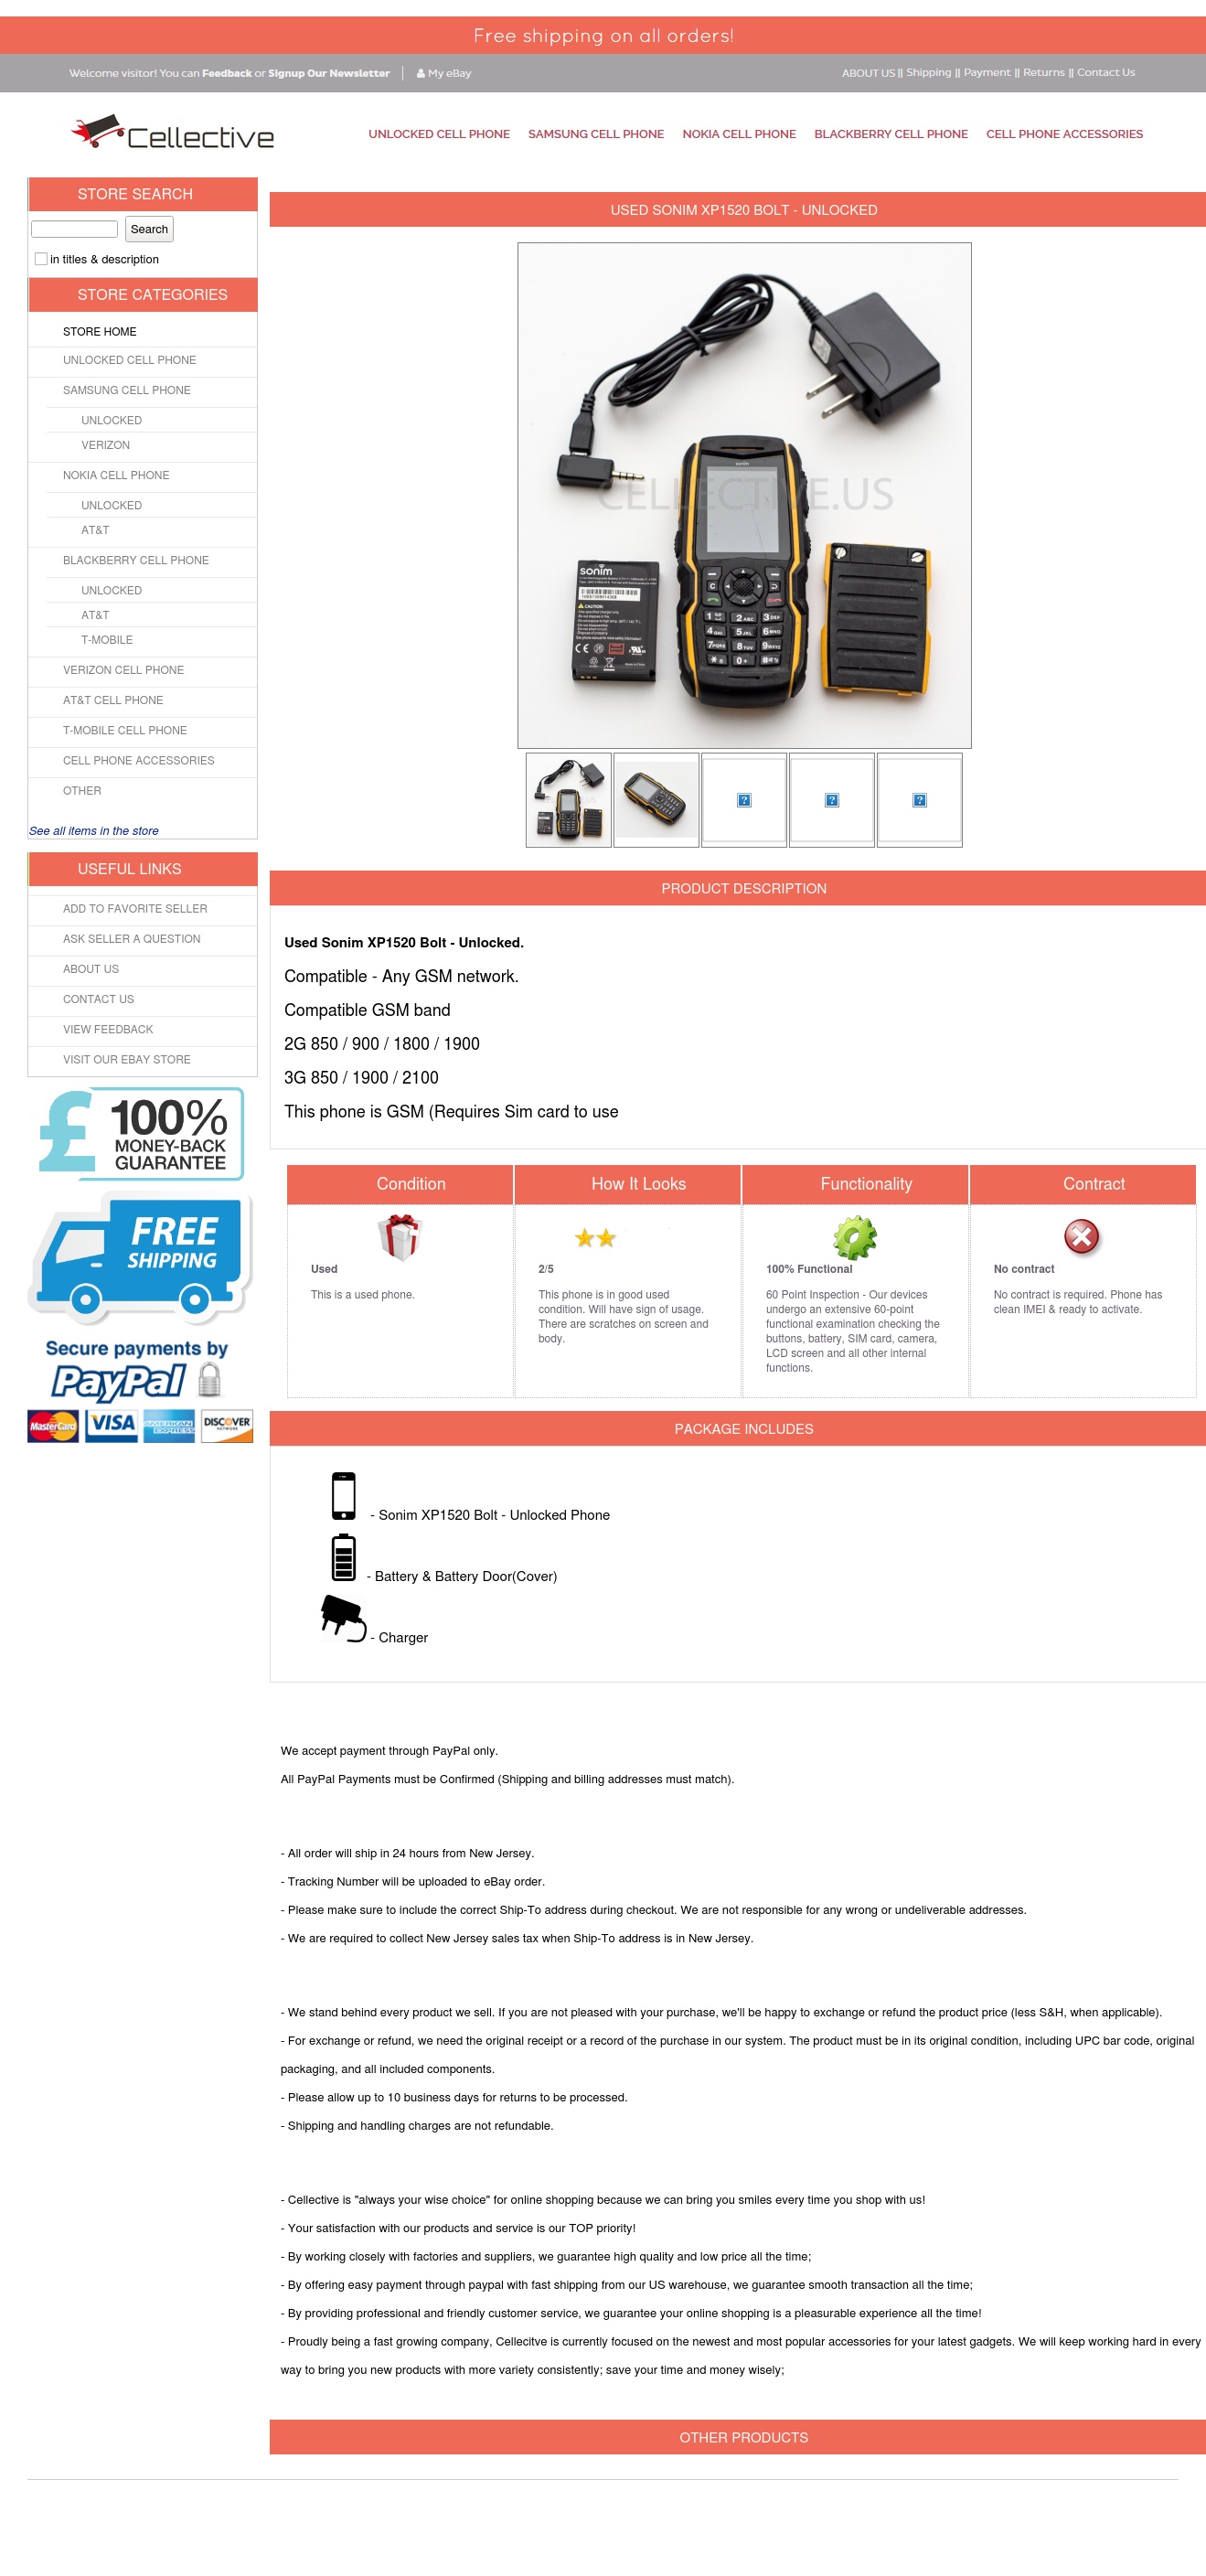 Free shipping on all orders!
Welcome visitor! You can Feedback or Signup Our Newsletter | My eBay
ABOUT US || Shipping || Payment || Returns || Contact Us
Cellective
UNLOCKED CELL PHONE SAMSUNG CELL PHONE NOKIA CELL PHONE BLACKBERRY CELL PHONE CELL PHONE ACCESSORIES
STORE SEARCH
Search
in titles & description
STORE CATEGORIES
STORE HOME
UNLOCKED CELL PHONE
SAMSUNG CELL PHONE
UNLOCKED
VERIZON
NOKIA CELL PHONE
UNLOCKED
AT&T
BLACKBERRY CELL PHONE
UNLOCKED
AT&T
T-MOBILE
VERIZON CELL PHONE
AT&T CELL PHONE
T-MOBILE CELL PHONE
CELL PHONE ACCESSORIES
OTHER
See all items in the store
USEFUL LINKS
ADD TO FAVORITE SELLER
ASK SELLER A QUESTION
ABOUT US
CONTACT US
VIEW FEEDBACK
VISIT OUR EBAY STORE
£ 100%
MONEY-BACK
GUARANTEE
FREE
SHIPPING
Secure payments by
PayPal
MasterCard VISA AMERICAN EXPRESS DISCOVER NETWORK
USED SONIM XP1520 BOLT - UNLOCKED
CELLECTIVE.US
sonim
sonim
CAUTION
PRODUCT DESCRIPTION
Used Sonim XP1520 Bolt - Unlocked.
Compatible - Any GSM network.
Compatible GSM band
2G 850 / 900 / 1800 / 1900
3G 850 / 1900 / 2100
This phone is GSM (Requires Sim card to use
Condition
Used
This is a used phone.
How It Looks
2/5
This phone is in good used
condition. Will have sign of usage.
There are scratches on screen and
body.
Functionality
100% Functional
60 Point Inspection - Our devices
undergo an extensive 60-point
functional examination checking the
buttons, battery, SIM card, camera,
LCD screen and all other internal
functions.
Contract
No contract
No contract is required. Phone has
clean IMEI & ready to activate.
PACKAGE INCLUDES
- Sonim XP1520 Bolt - Unlocked Phone
- Battery & Battery Door(Cover)
- Charger
We accept payment through PayPal only.
All PayPal Payments must be Confirmed (Shipping and billing addresses must match).
- All order will ship in 24 hours from New Jersey.
- Tracking Number will be uploaded to eBay order.
- Please make sure to include the correct Ship-To address during checkout. We are not responsible for any wrong or undeliverable addresses.
- We are required to collect New Jersey sales tax when Ship-To address is in New Jersey.
- We stand behind every product we sell. If you are not pleased with your purchase, we'll be happy to exchange or refund the product price (less S&H, when applicable).
- For exchange or refund, we need the original receipt or a record of the purchase in our system. The product must be in its original condition, including UPC bar code, original
packaging, and all included components.
- Please allow up to 10 business days for returns to be processed.
- Shipping and handling charges are not refundable.
- Cellective is "always your wise choice" for online shopping because we can bring you smiles every time you shop with us!
- Your satisfaction with our products and service is our TOP priority!
- By working closely with factories and suppliers, we guarantee high quality and low price all the time;
- By offering easy payment through paypal with fast shipping from our US warehouse, we guarantee smooth transaction all the time;
- By providing professional and friendly customer service, we guarantee your online shopping is a pleasurable experience all the time!
- Proudly being a fast growing company, Cellecitve is currently focused on the newest and most popular accessories for your latest gadgets. We will keep working hard in every
way to bring you new products with more variety consistently; save your time and money wisely;
OTHER PRODUCTS